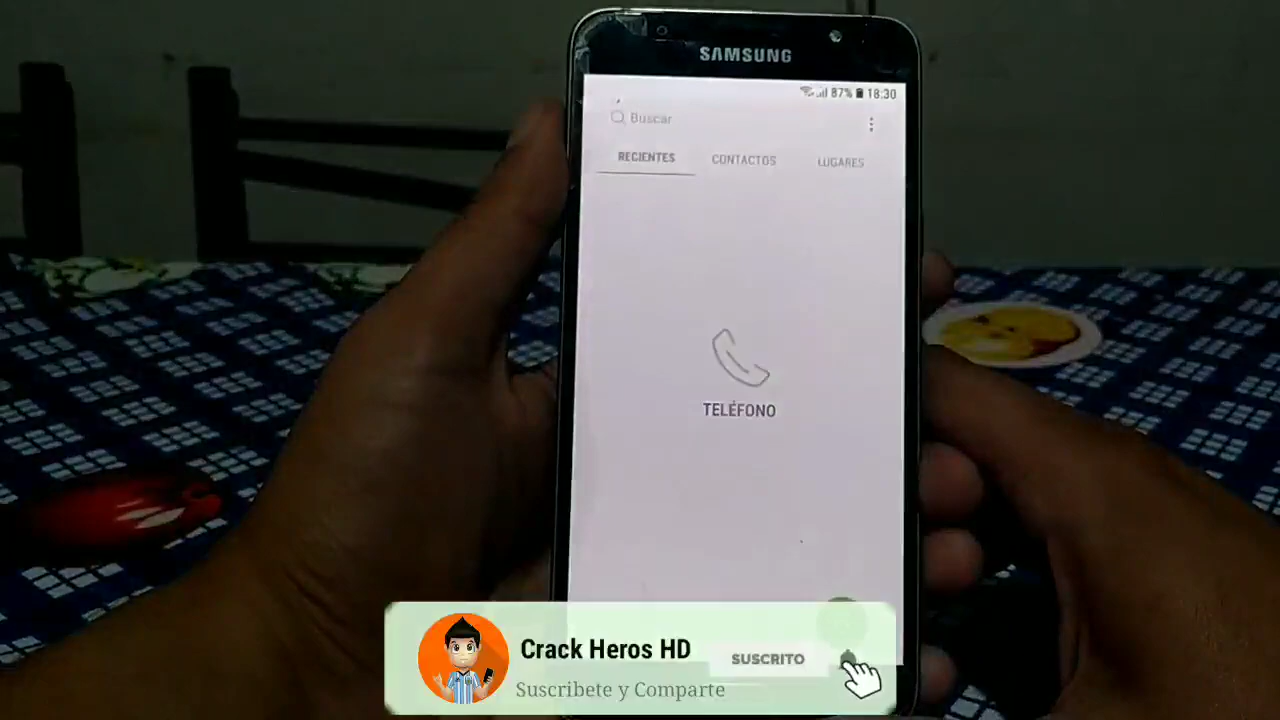 SAMSUNG
87% 18:30
Buscar
RECIENTES CONTACTOS LUGARES
TELÉFONO
Crack Heros HD
SUSCRITO
Suscribete y Comparte